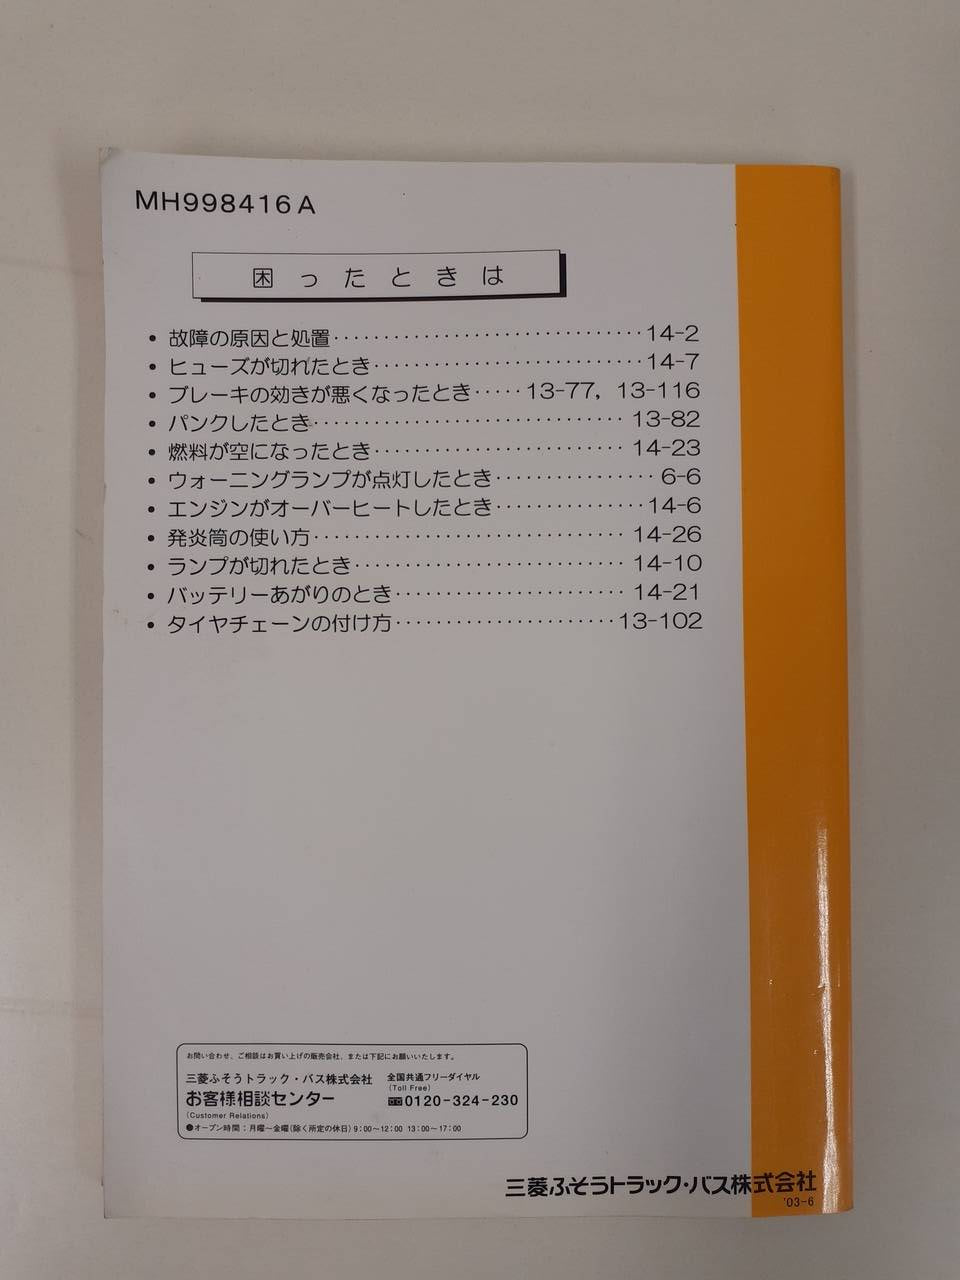 MH998416A
困ったときは
• 故障の原因と処置‥‥‥‥‥‥‥‥‥‥‥‥‥‥‥14-2
• ヒューズが切れたとき‥‥‥‥‥‥‥‥‥‥‥‥‥14-7
• ブレーキの効きが悪くなったとき‥‥‥13-77, 13-116
• パンクしたとき‥‥‥‥‥‥‥‥‥‥‥‥‥‥‥13-82
• 燃料が空になったとき‥‥‥‥‥‥‥‥‥‥‥‥14-23
• ウォーニングランプが点灯したとき‥‥‥‥‥‥‥‥6-6
• エンジンがオーバーヒートしたとき‥‥‥‥‥‥‥14-6
• 発炎筒の使い方‥‥‥‥‥‥‥‥‥‥‥‥‥‥‥14-26
• ランプが切れたとき‥‥‥‥‥‥‥‥‥‥‥‥‥14-10
• バッテリーあがりのとき‥‥‥‥‥‥‥‥‥‥‥14-21
• タイヤチェーンの付け方‥‥‥‥‥‥‥‥‥‥‥13-102
お問い合わせ、ご相談はお買い上げの販売会社、または下記にお願いいたします。
三菱ふそうトラック・バス株式会社
お客様相談センター
(Customer Relations)
全国共通フリーダイヤル
(Toll Free)
0120-324-230
●オープン時間：月曜〜金曜(除く所定の休日) 9:00〜12:00 13:00〜17:00
三菱ふそうトラック・バス株式会社
'03-6